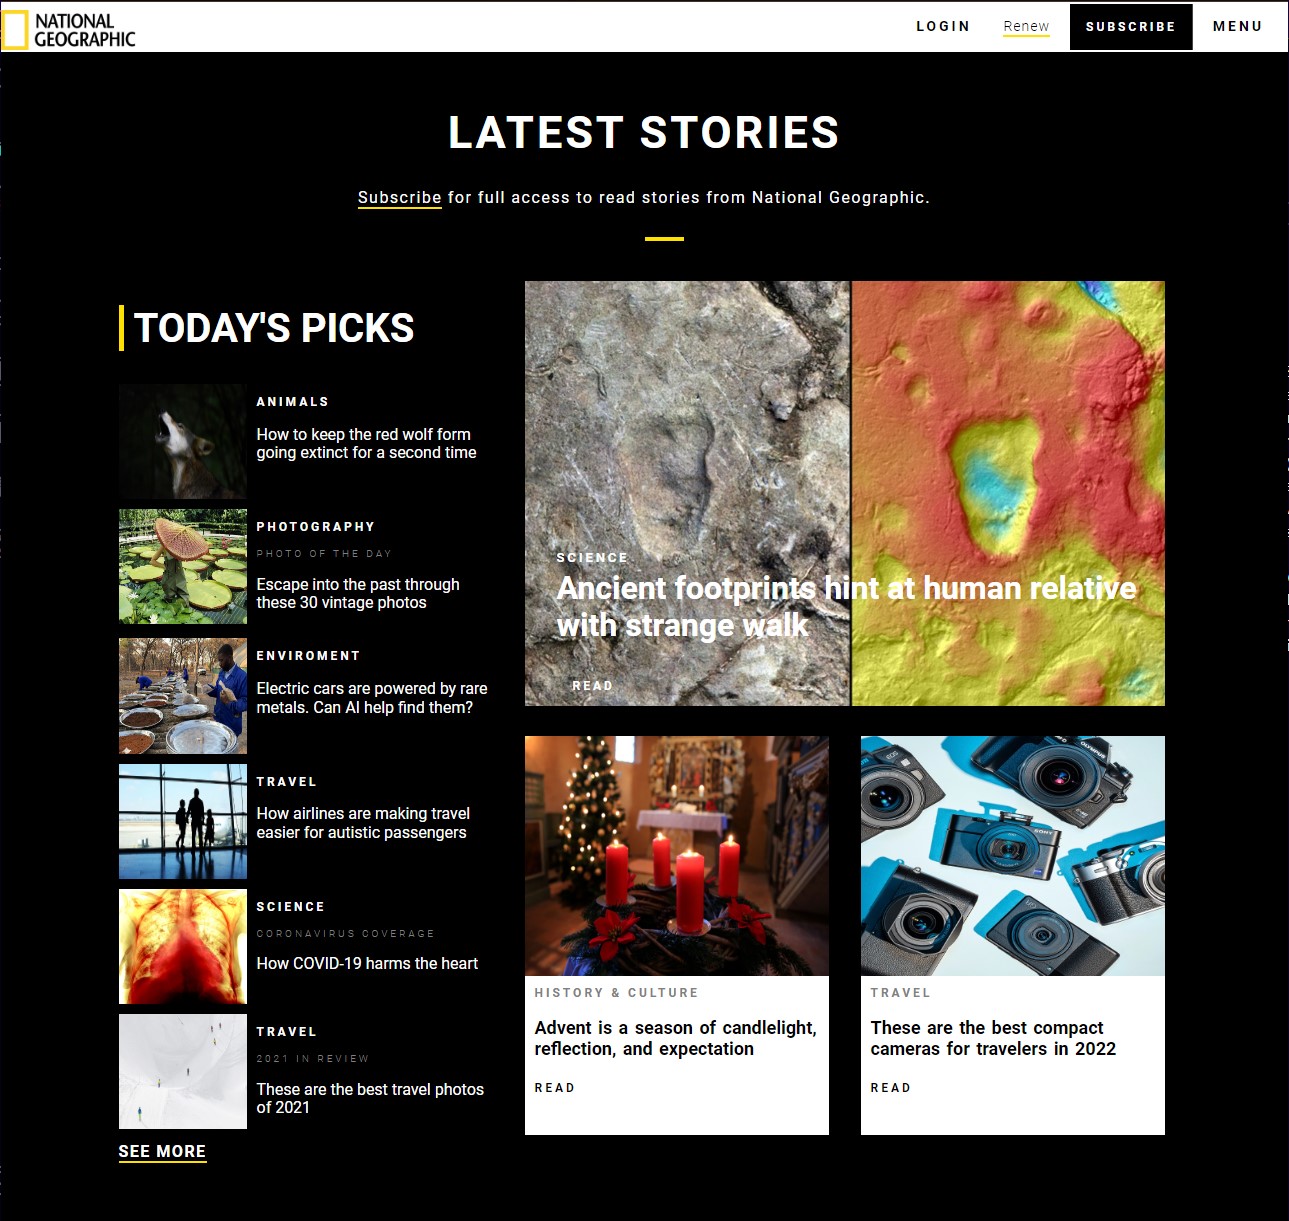 NATIONAL
GEOGRAPHIC
LOGIN
Renew
SUBSCRIBE
MENU
LATEST STORIES
Subscribe for full access to read stories from National Geographic.
TODAY'S PICKS
ANIMALS
How to keep the red wolf form
going extinct for a second time
PHOTOGRAPHY
PHOTO OF THE DAY
Escape into the past through
these 30 vintage photos
ENVIROMENT
Electric cars are powered by rare
metals. Can AI help find them?
TRAVEL
How airlines are making travel
easier for autistic passengers
SCIENCE
CORONAVIRUS COVERAGE
How COVID-19 harms the heart
TRAVEL
2021 IN REVIEW
These are the best travel photos
of 2021
SEE MORE
SCIENCE
Ancient footprints hint at human relative
with strange walk
READ
HISTORY & CULTURE
Advent is a season of candlelight,
reflection, and expectation
READ
OLYMPUS
SONY
TRAVEL
These are the best compact
cameras for travelers in 2022
READ